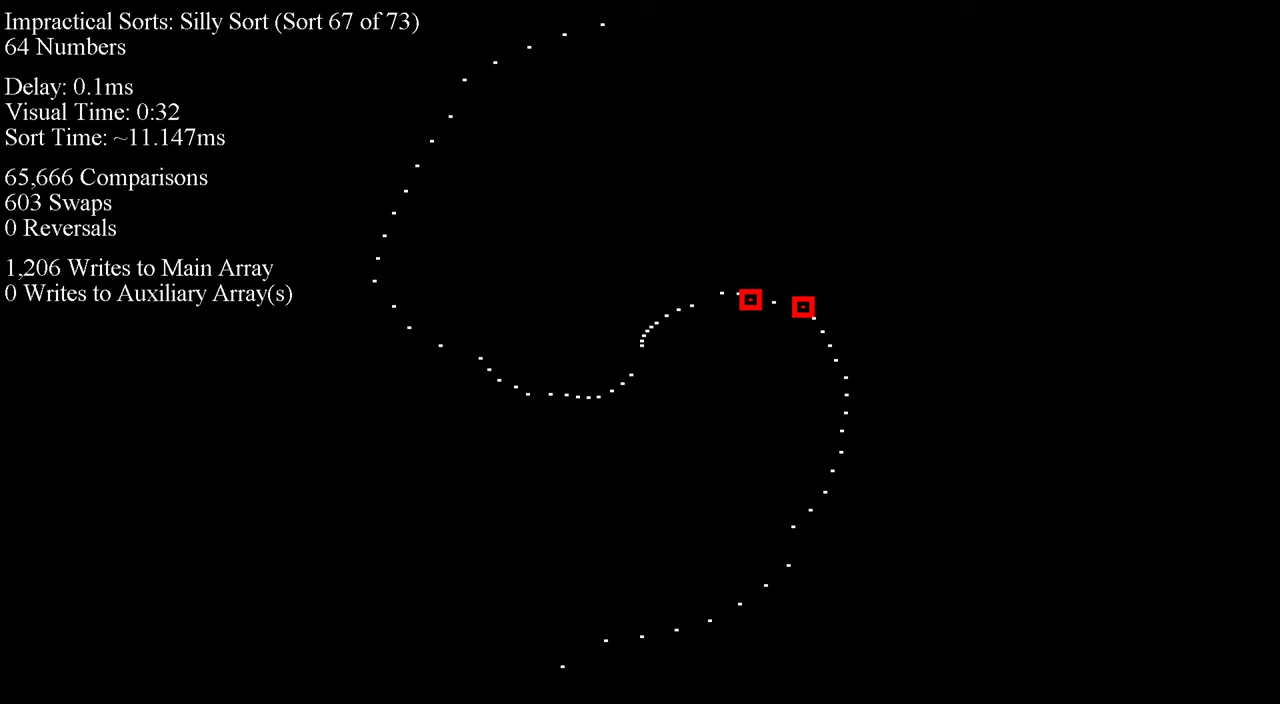 Impractical Sorts: Silly Sort (Sort 67 of 73)
64 Numbers
Delay: 0.1ms
Visual Time: 0:32
Sort Time: ~11.147ms
65,666 Comparisons
603 Swaps
0 Reversals
1,206 Writes to Main Array
0 Writes to Auxiliary Array(s)